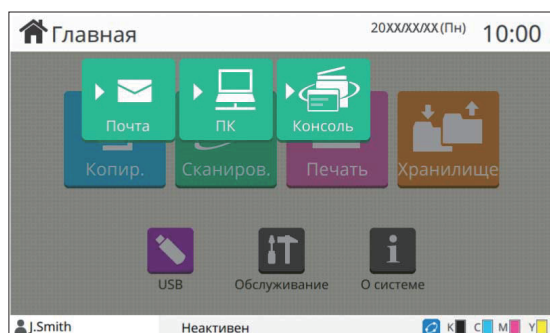 Главная
20XX/XX/XX (Пн)
10:00
Почта
ПК
Консоль
Копир.
Сканиров.
Печать
Хранилище
USB
Обслуживание
О системе
J.Smith
Неактивен
K C M Y